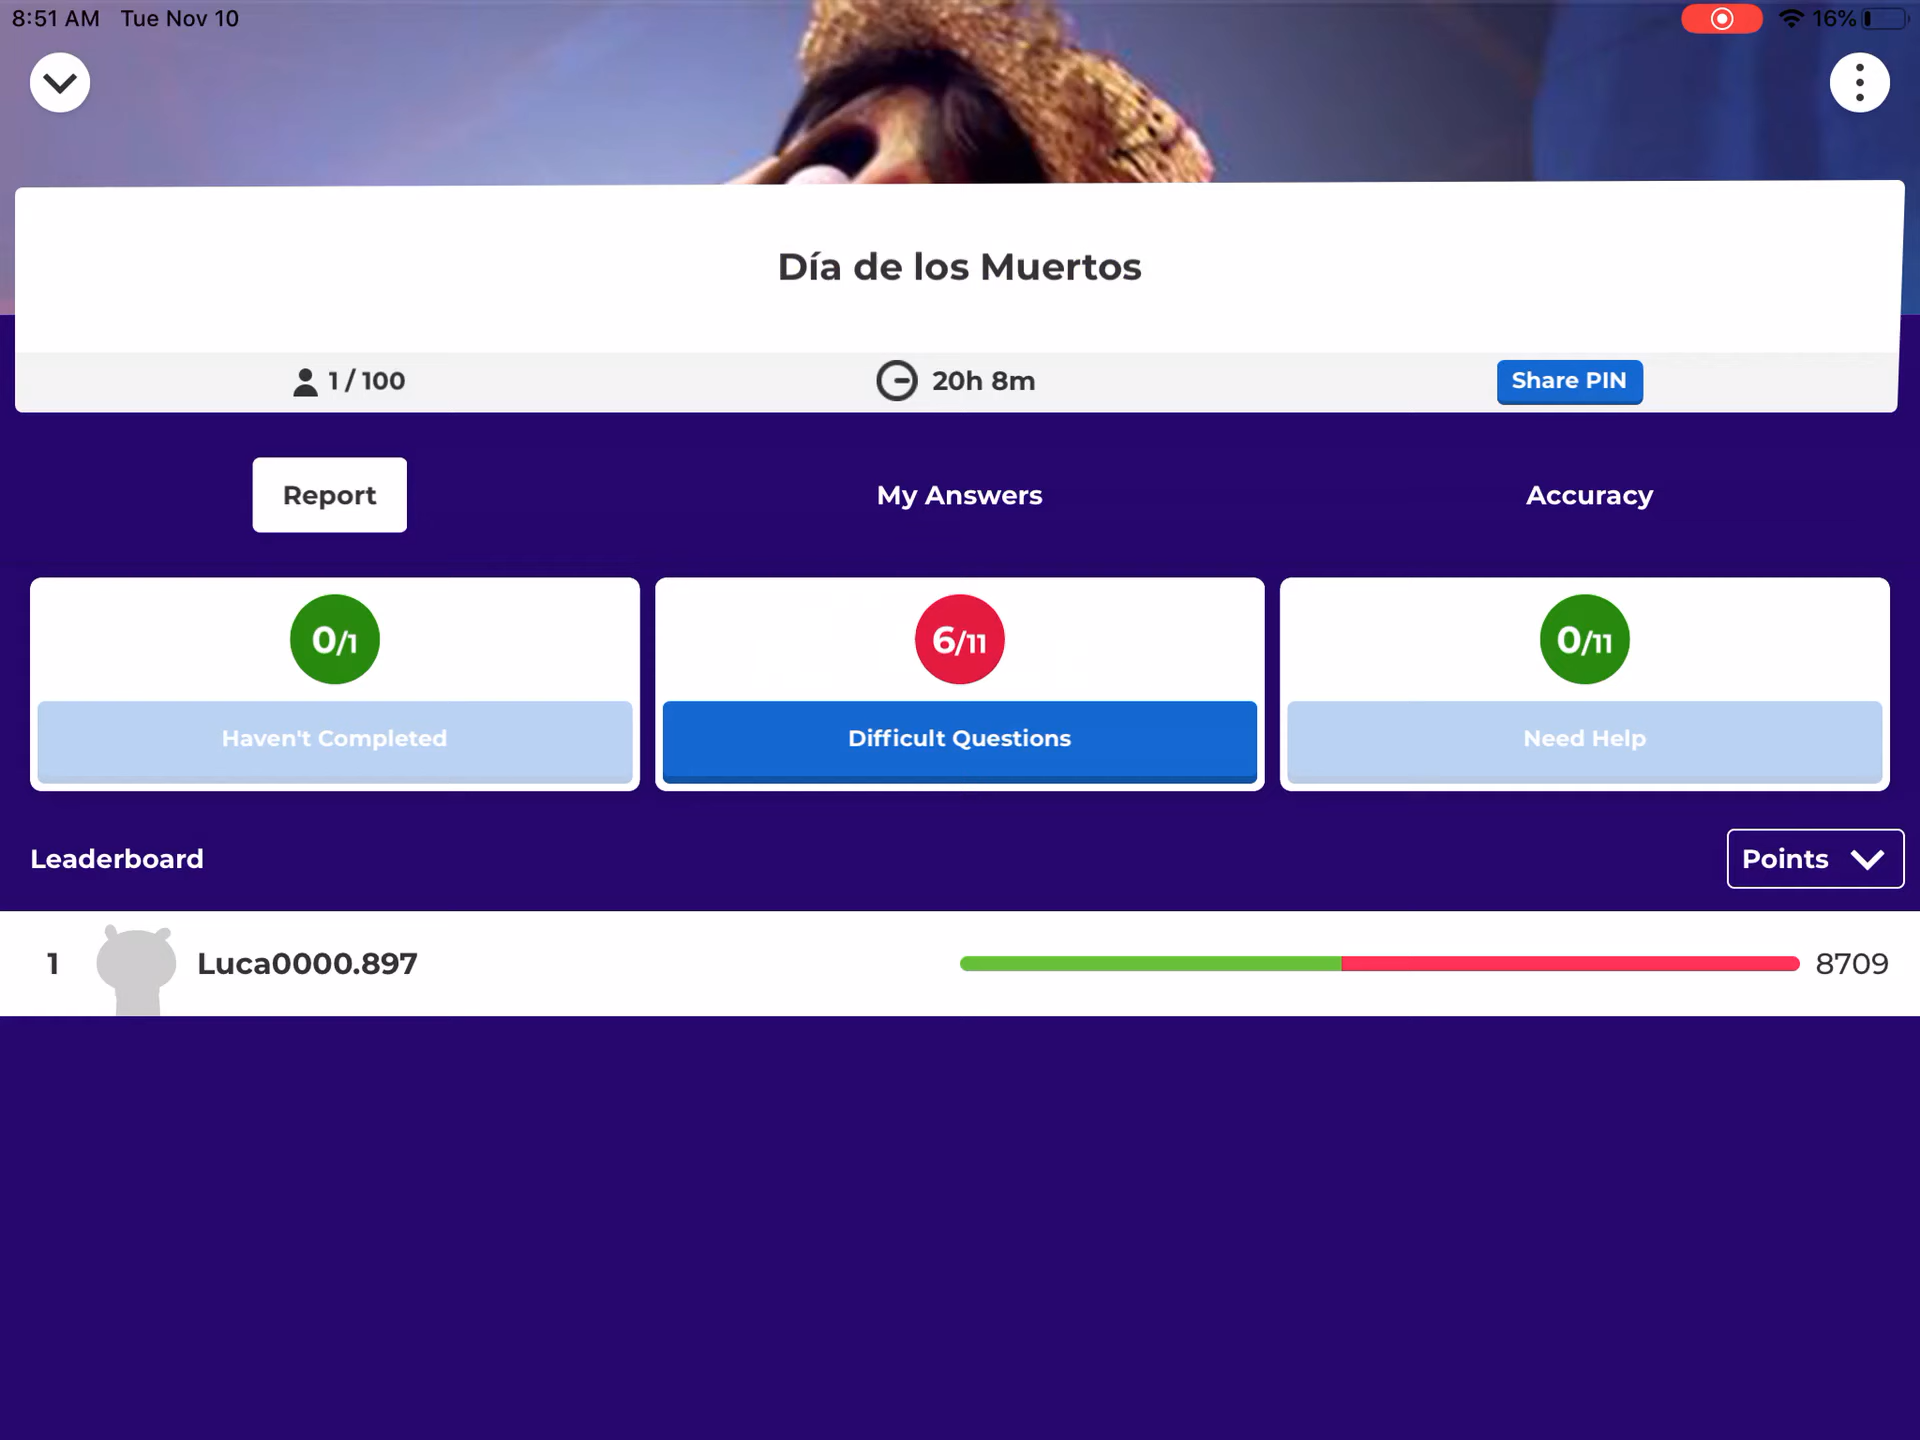 8:51 AM Tue Nov 10
16%
Día de los Muertos
1 / 100
20h 8m
Share PIN
Report
My Answers
Accuracy
0/1
6/11
0/11
Haven't Completed
Difficult Questions
Need Help
Leaderboard
Points
1 Luca0000.897 8709